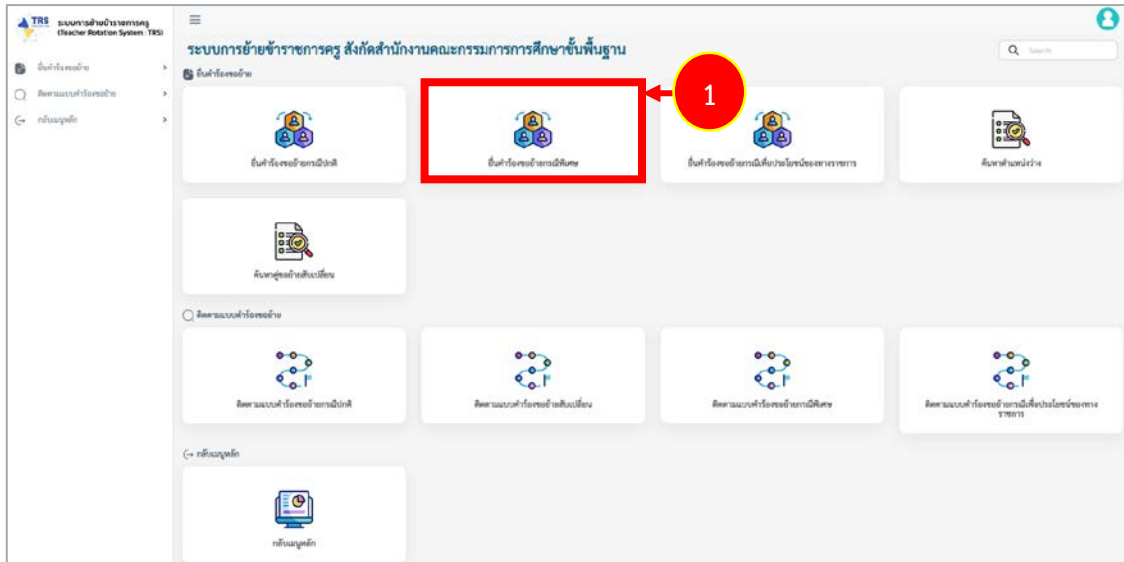 TRS ระบบการย้ายข้าราชการครู
(Teacher Rotation System : TRS)
ยื่นคำร้องขอย้าย
ติดตามแบบคำร้องขอย้าย
กลับเมนูหลัก
ระบบการย้ายข้าราชการครู สังกัดสำนักงานคณะกรรมการการศึกษาขั้นพื้นฐาน
Search
ยื่นคำร้องขอย้าย
1
ยื่นคำร้องขอย้ายกรณีปกติ
ยื่นคำร้องขอย้ายกรณีพิเศษ
ยื่นคำร้องขอย้ายกรณีเพื่อประโยชน์ของทางราชการ
ค้นหาตำแหน่งว่าง
ค้นหาคู่ขอย้ายสับเปลี่ยน
ติดตามแบบคำร้องขอย้าย
ติดตามแบบคำร้องขอย้ายกรณีปกติ
ติดตามแบบคำร้องขอย้ายสับเปลี่ยน
ติดตามแบบคำร้องขอย้ายกรณีพิเศษ
ติดตามแบบคำร้องขอย้ายกรณีเพื่อประโยชน์ของทาง
ราชการ
กลับเมนูหลัก
กลับเมนูหลัก